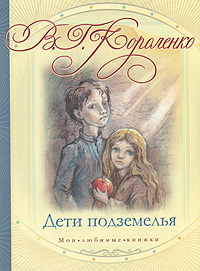 В.Г. Короленко
Дети подземелья
Мои • любимые • книжки